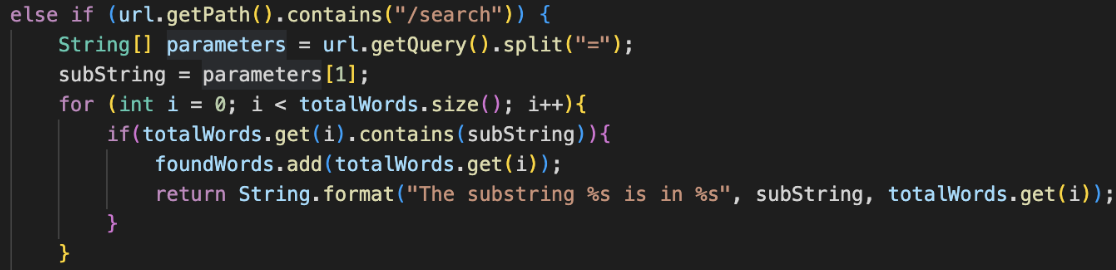 else if (url.getPath().contains("/search")) {
String[] parameters = url.getQuery().split("=");
subString = parameters[1];
for (int i = 0; i < totalWords.size(); i++){
if(totalWords.get(i).contains(subString)){
foundWords.add(totalWords.get(i));
return String.format("The substring %s is in %s", subString, totalWords.get(i));
}
}